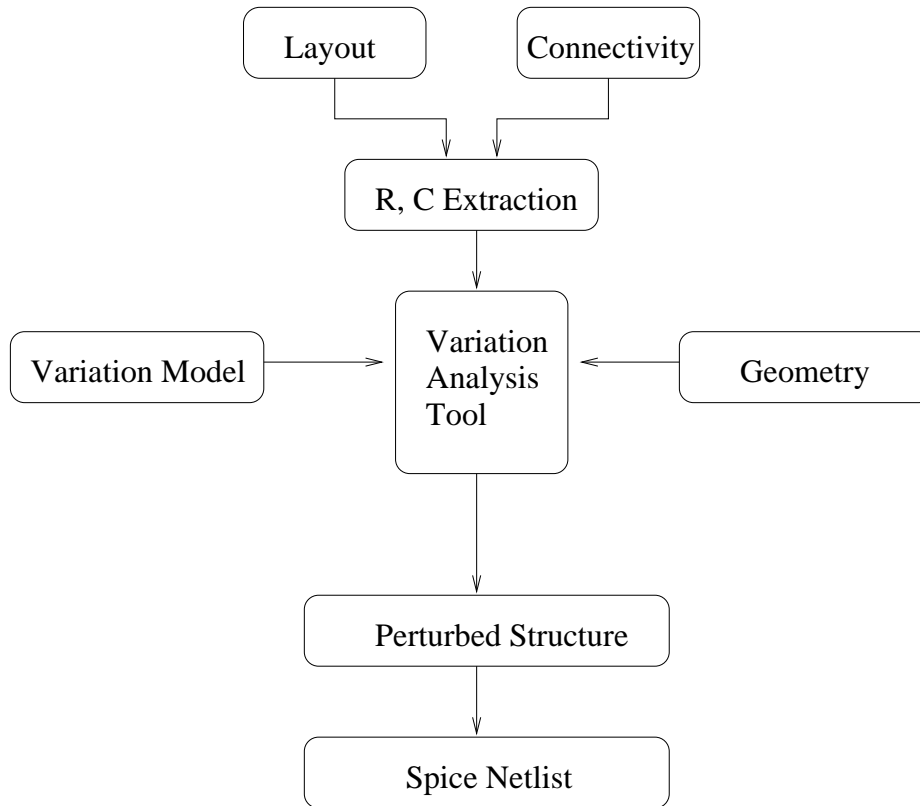 Layout
Connectivity
R, C Extraction
Variation
Analysis
Tool
Variation Model
Geometry
Perturbed Structure
Spice Netlist